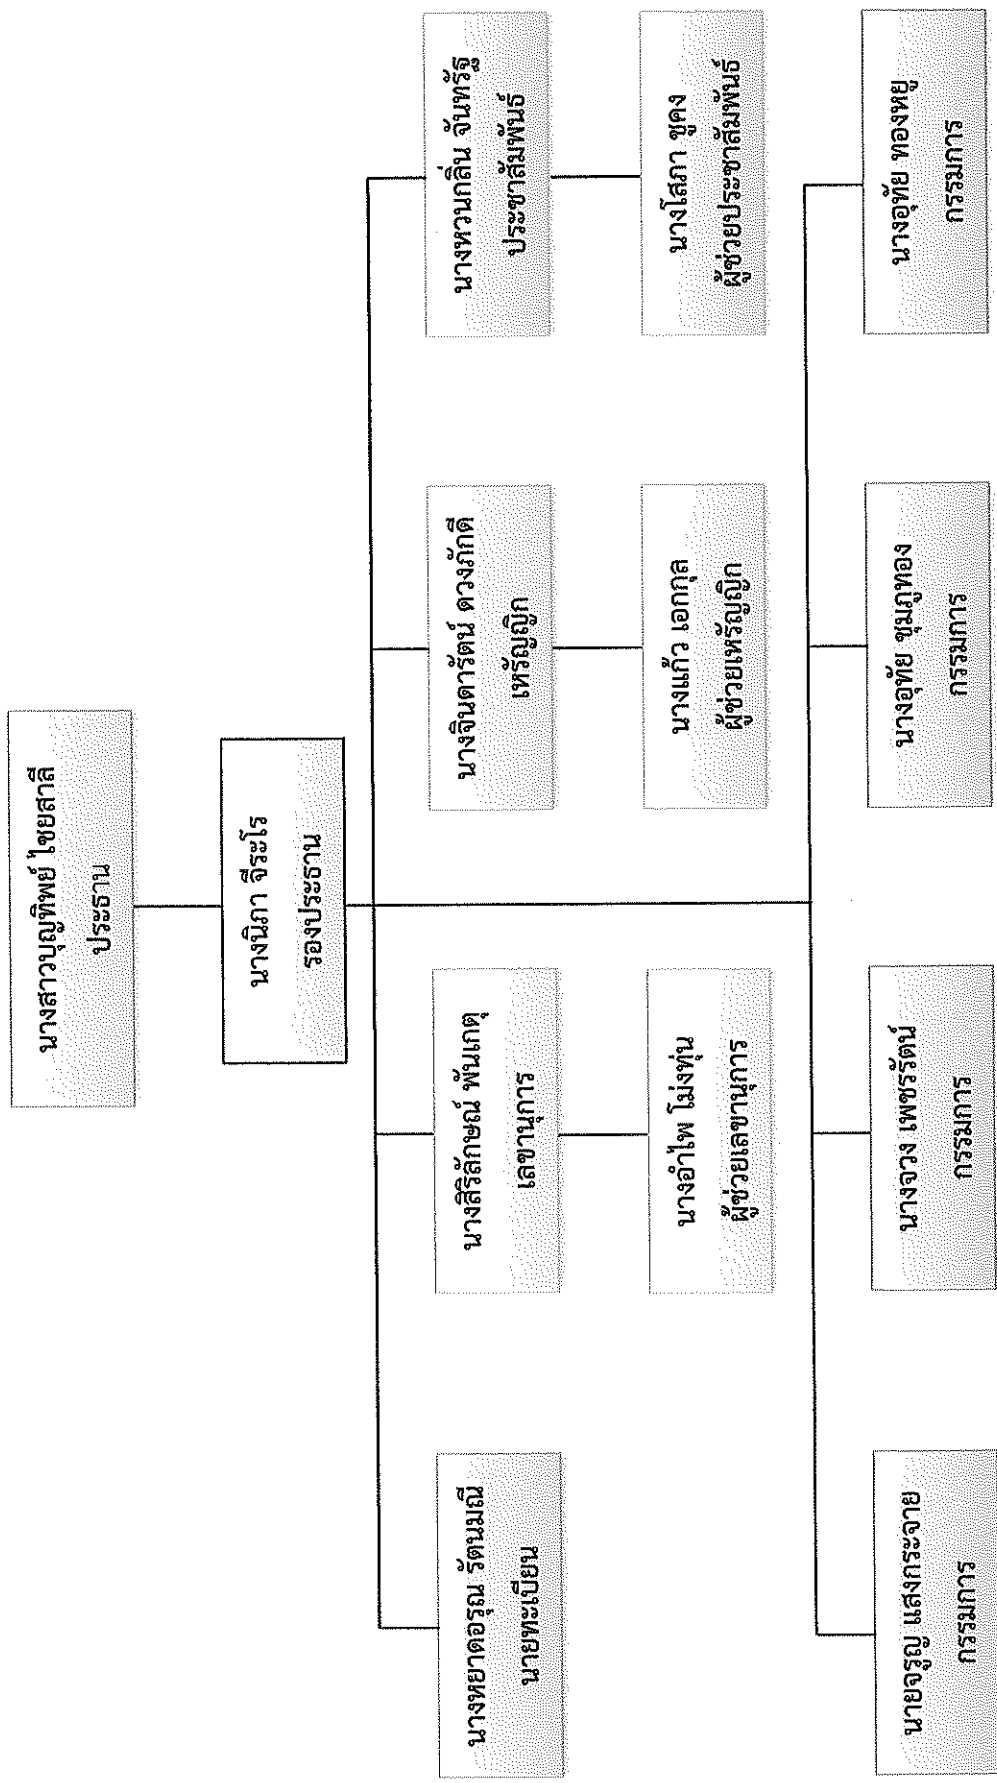 นางสาวบุญทิพย์ ไชยสาลี
ประธาน
นางนิภา จีระโร
รองประธาน
นางหยาดอรุณ รัตนมณี
นายทะเบียน
นางสิริลักษณ์ พันเกตุ
เลขานุการ
นางจินดารัตน์ ดวงภักดี
เหรัญญิก
นางหวนกลิ่น จันทรัฐ
ประชาสัมพันธ์
นางอำไพ โม่งทุ่น
ผู้ช่วยเลขานุการ
นางแก้ว เอกกุล
ผู้ช่วยเหรัญญิก
นางโสภา ชูคง
ผู้ช่วยประชาสัมพันธ์
นายจรูญ แสงกระจาย
กรรมการ
นางจวง เพชรรัตน์
กรรมการ
นางอุทัย ชุมภูทอง
กรรมการ
นางอุทัย ทองหยู
กรรมการ